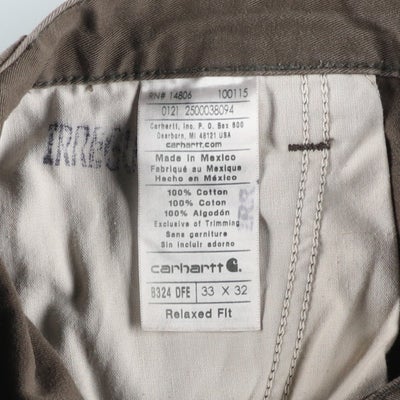 RN# 14806 100115
0121 2500038094
Carhartt, Inc. P.O. Box 600
Dearborn, MI 48121 USA
carhartt.com
Made in Mexico
Fabriqué au Mexique
Hecho en México
100% Cotton
100% Coton
100% Algodón
Exclusive of Trimming
Sans garniture
Sin incluir adorno
carhartt
B324 DFE 33 X 32
Relaxed Fit
IRR